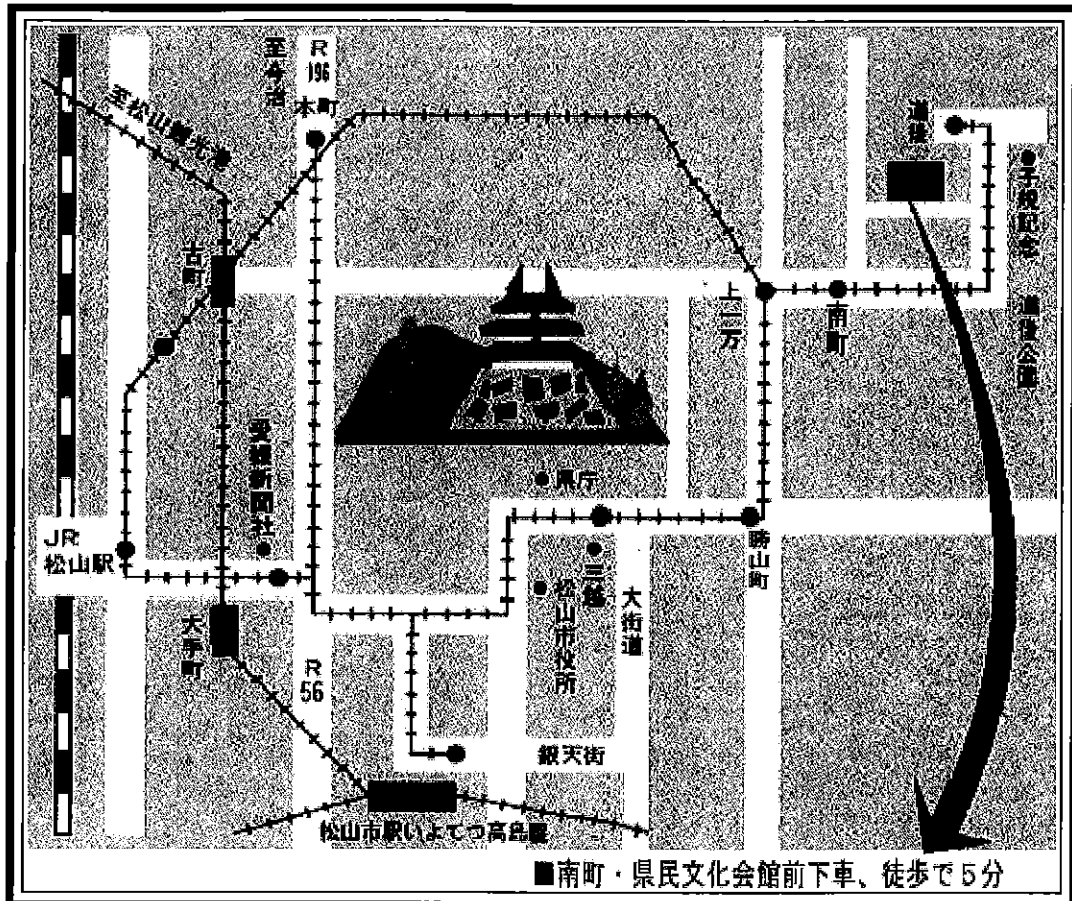 至今治
R
196
本町
至松山観光港
道後
子規記念
道後公園
古町
上一万
南町
愛媛新聞社
県庁
JR
松山駅
勝山町
三越
松山市役所
大街道
大手町
R
56
銀天街
松山市駅いよてつ高島屋
■南町・県民文化会館前下車、徒歩で5分